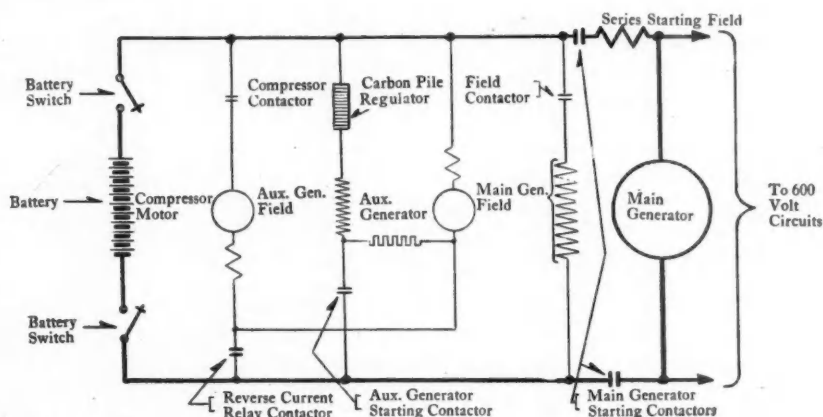 Series Starting Field
Battery
Switch
Compressor
Contactor
Carbon Pile
Regulator
Field
Contactor
Battery
Compressor
Motor
Aux. Gen.
Field
Aux.
Generator
Main Gen.
Field
Main
Generator
To 600
Volt
Circuits
Battery
Switch
Reverse Current
Relay Contactor
Aux. Generator
Starting Contactor
Main Generator
Starting Contactors